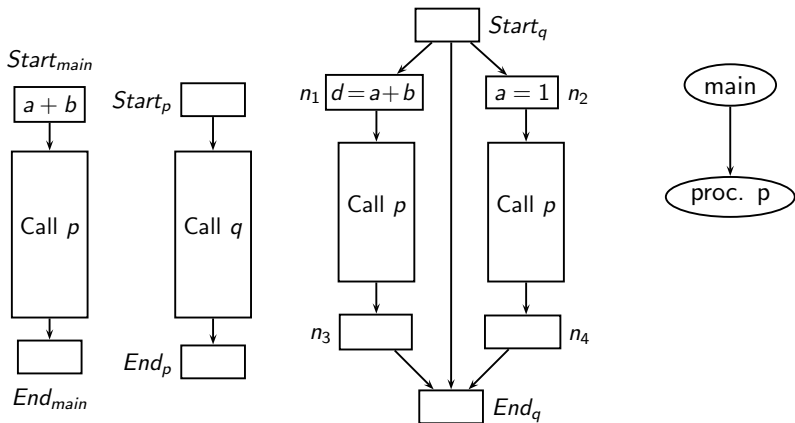 Start_main
a + b
Call p
End_main
Start_p
Call q
End_p
Start_q
n_1 d = a+b
a = 1 n_2
Call p
Call p
n_3
n_4
End_q
main
proc. p